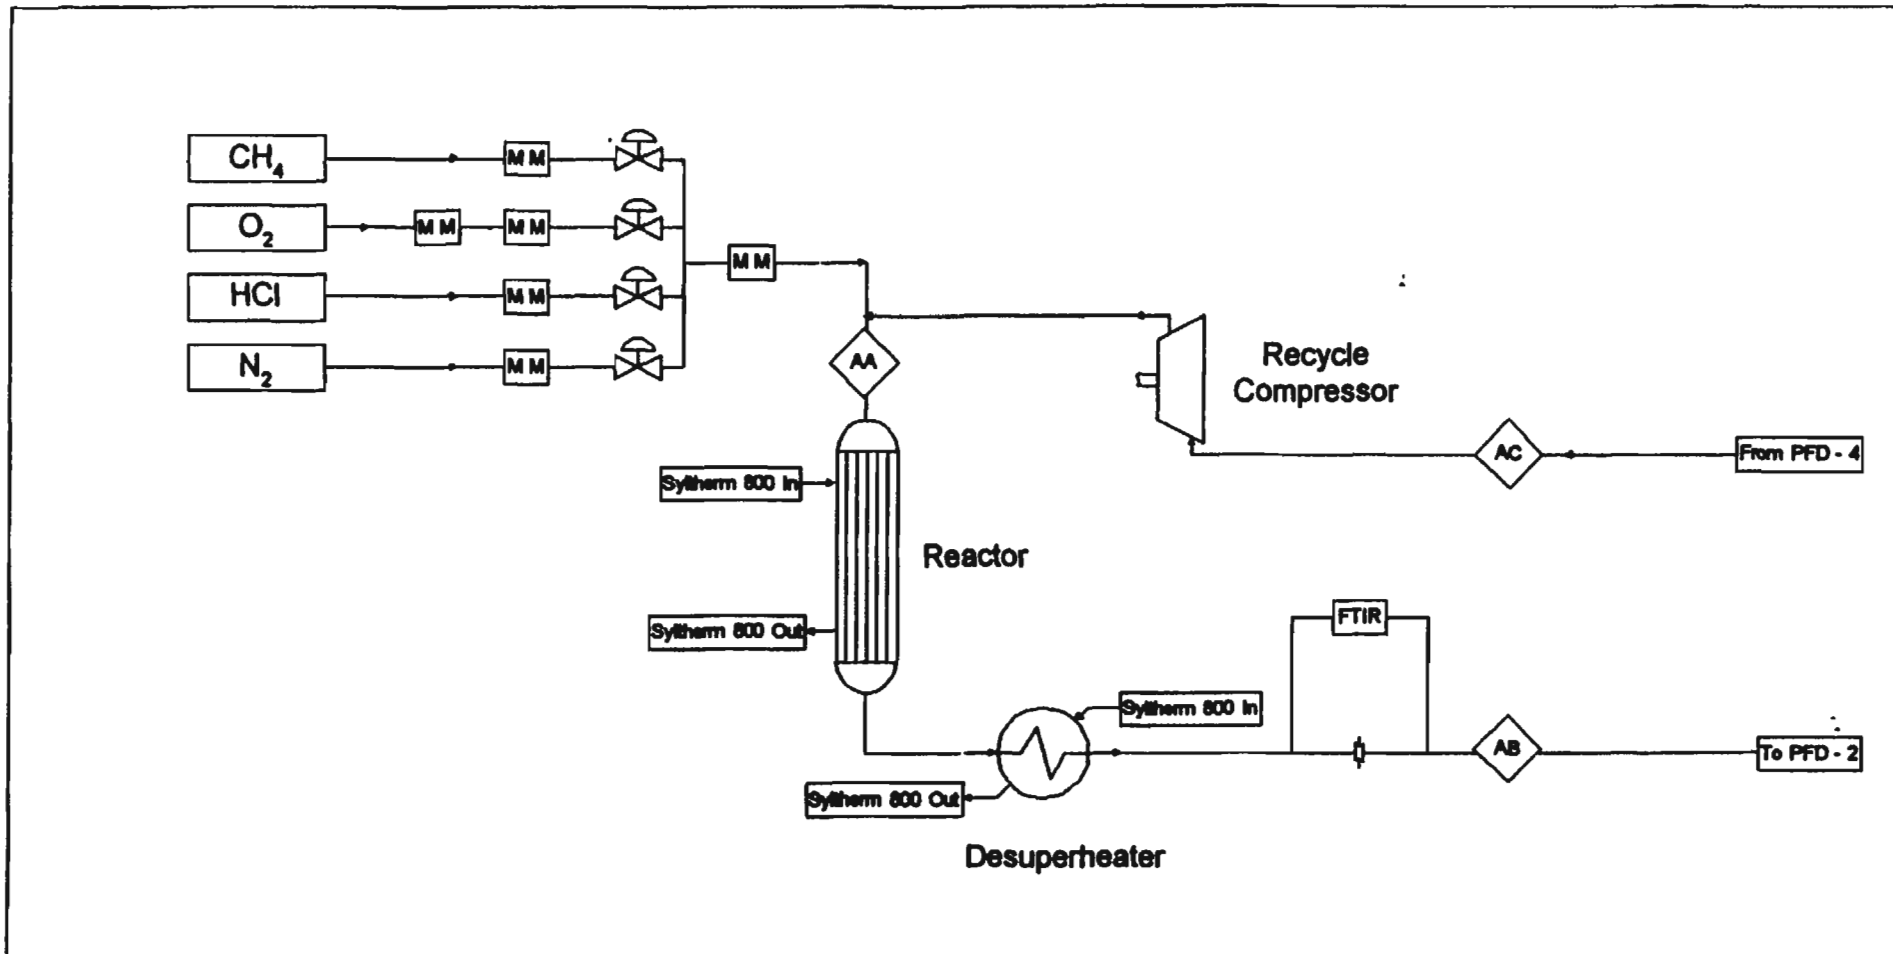 CH4
M M
O2
M M
M M
HCl
M M
M M
N2
M M
AA
Recycle
Compressor
AC
From PFD - 4
Syltherm 800 In
Reactor
Syltherm 800 Out
FTIR
Syltherm 800 In
AB
To PFD - 2
Syltherm 800 Out
Desuperheater